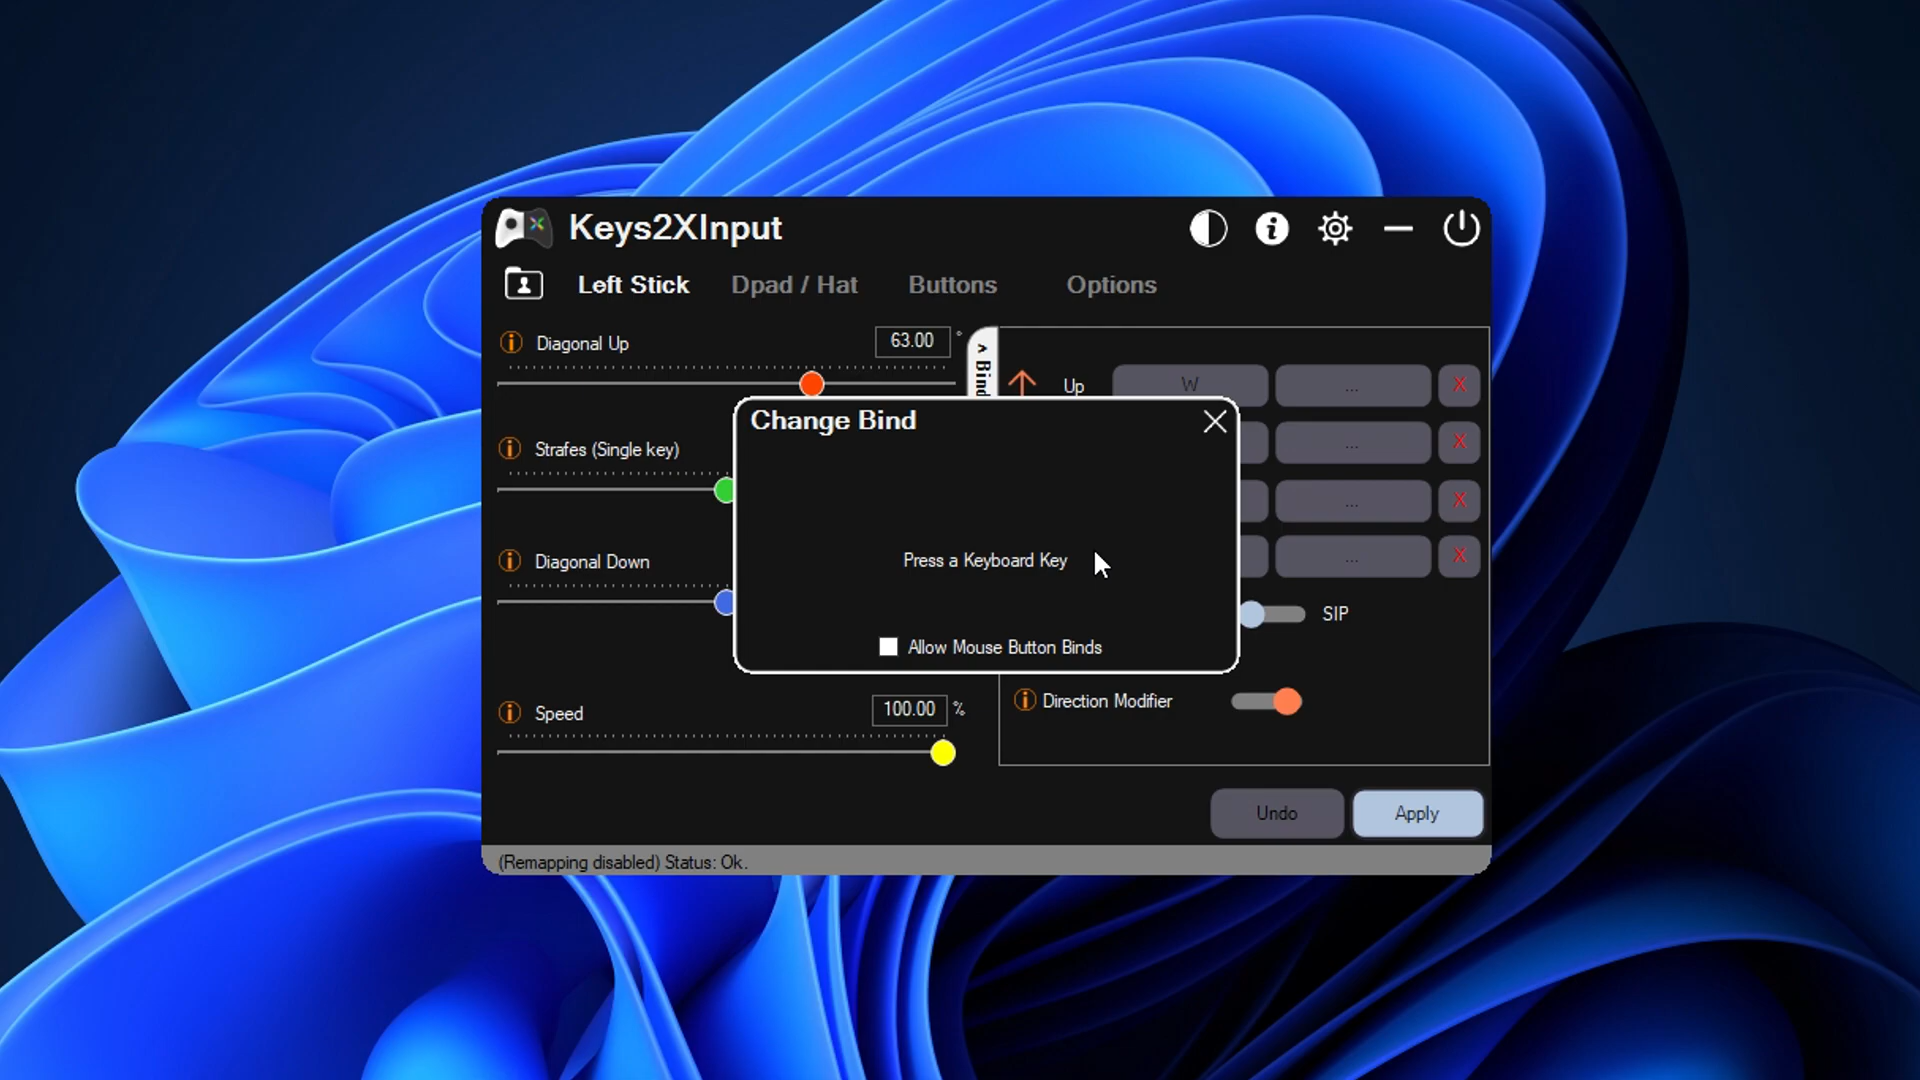 Keys2XInput
Left Stick
Dpad / Hat
Buttons
Options
Diagonal Up
63.00 °
< Bind
Up
W
...
X
Change Bind
Strafes (Single key)
...
X
...
X
Diagonal Down
Press a Keyboard Key
...
X
SIP
Allow Mouse Button Binds
Direction Modifier
Speed
100.00 %
Undo
Apply
(Remapping disabled) Status: Ok.